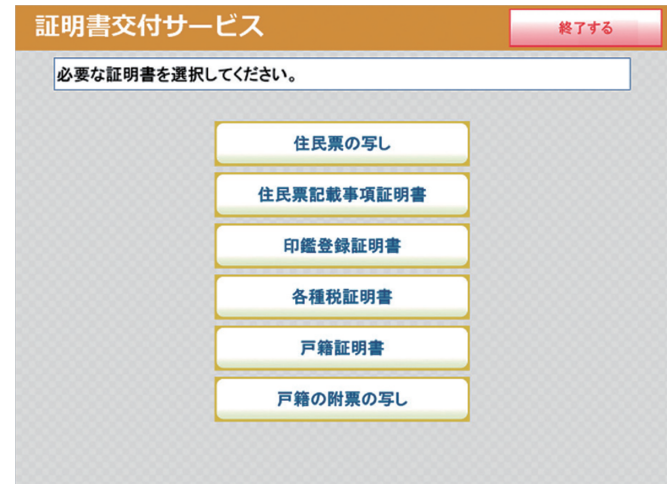 証明書交付サービス
終了する
必要な証明書を選択してください。
住民票の写し
住民票記載事項証明書
印鑑登録証明書
各種税証明書
戸籍証明書
戸籍の附票の写し